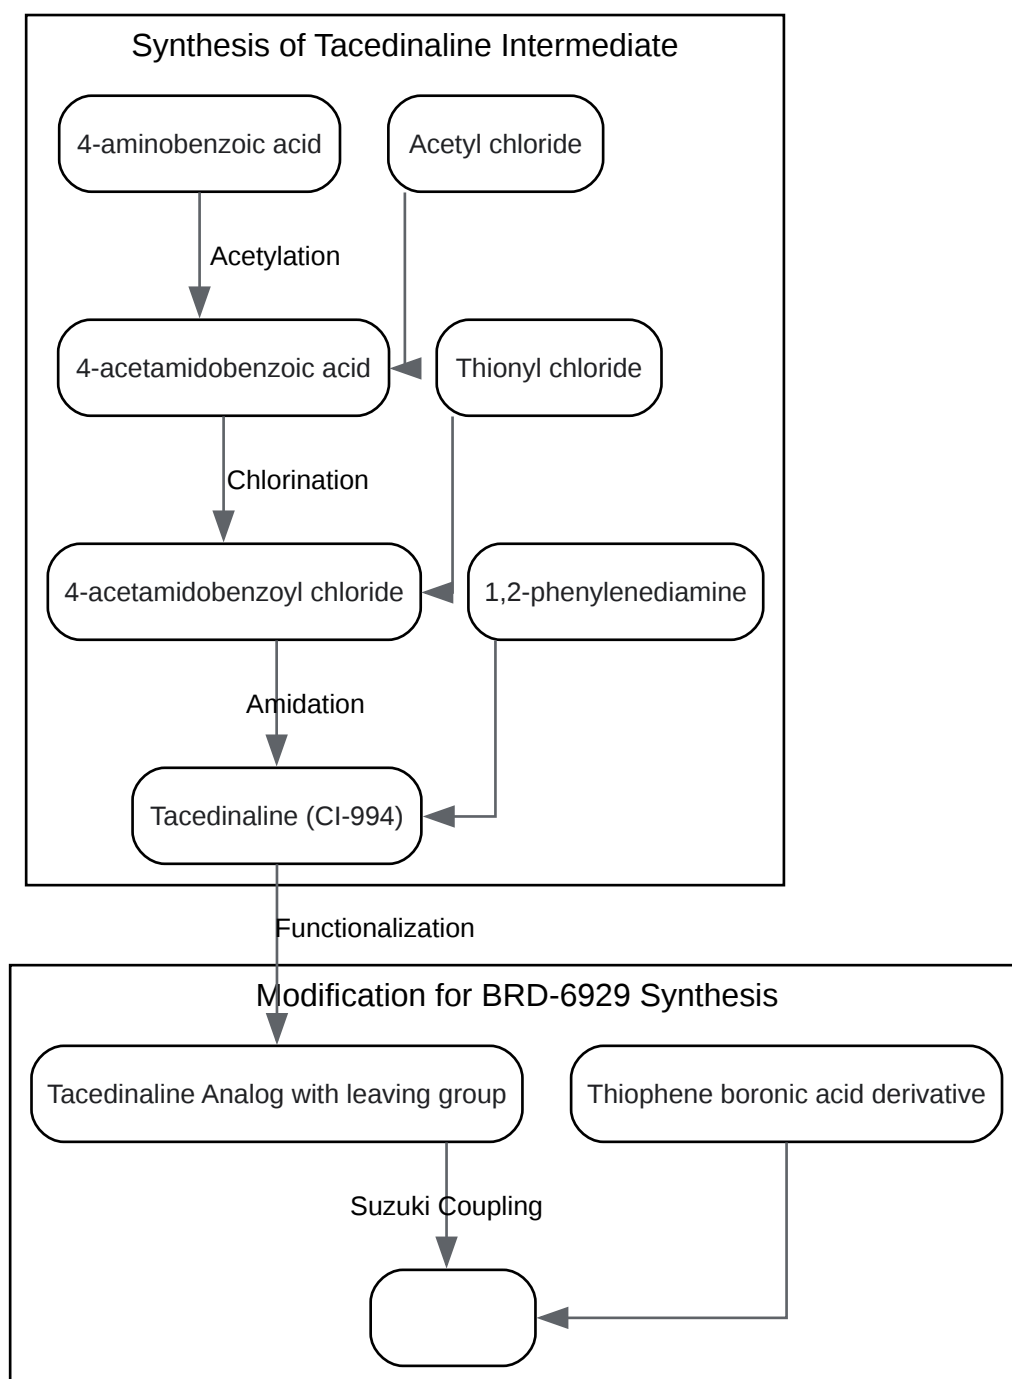 Synthesis of Tacedinaline Intermediate
4-aminobenzoic acid
Acetyl chloride
Acetylation
4-acetamidobenzoic acid
Thionyl chloride
Chlorination
4-acetamidobenzoyl chloride
1,2-phenylenediamine
Amidation
Tacedinaline (CI-994)
Functionalization
Modification for BRD-6929 Synthesis
Tacedinaline Analog with leaving group
Thiophene boronic acid derivative
Suzuki Coupling